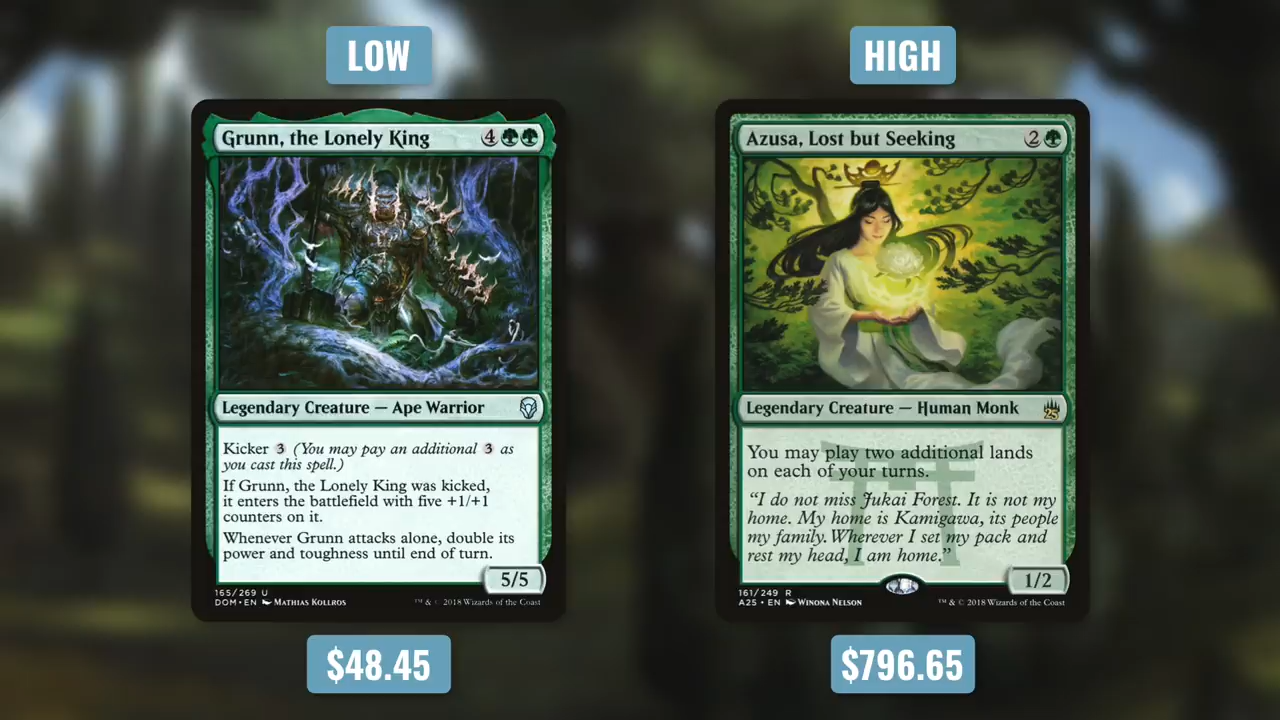 LOW
Grunn, the Lonely King 4
Legendary Creature — Ape Warrior
Kicker 3 (You may pay an additional 3 as
you cast this spell.)
If Grunn, the Lonely King was kicked,
it enters the battlefield with five +1/+1
counters on it.
Whenever Grunn attacks alone, double its
power and toughness until end of turn.
5/5
165/269 U
DOM • EN Mathias Kollros
™ & © 2018 Wizards of the Coast
$48.45
HIGH
Azusa, Lost but Seeking 2
Legendary Creature — Human Monk
25
You may play two additional lands
on each of your turns.
“I do not miss Jukai Forest. It is not my
home. My home is Kamigawa, its people
my family. Wherever I set my pack and
rest my head, I am home.”
1/2
161/249 R
A25 • EN Winona Nelson
™ & © 2018 Wizards of the Coast
$796.65